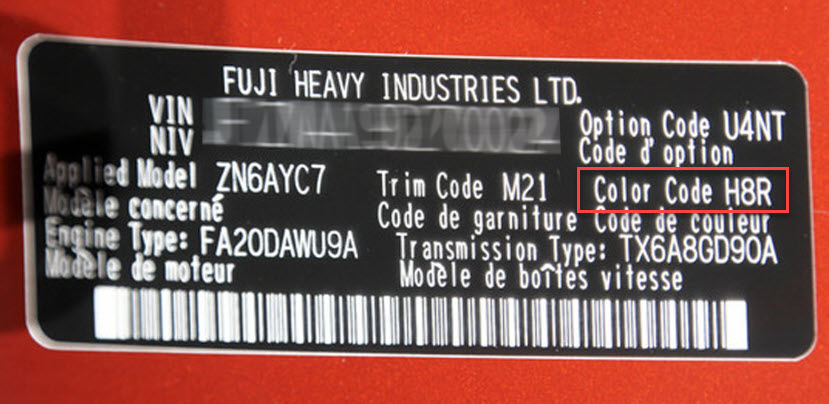 FUJI HEAVY INDUSTRIES LTD.
VIN
NIV
Option Code U4NT
Code d'option
Applied Model ZN6AYC7
Modèle concerné
Trim Code M21
Code de garniture
Color Code H8R
Code de couleur
Engine Type: FA20DAWU9A
Modèle de moteur
Transmission Type: TX6A8GD90A
Modèle de boîtes vitesse